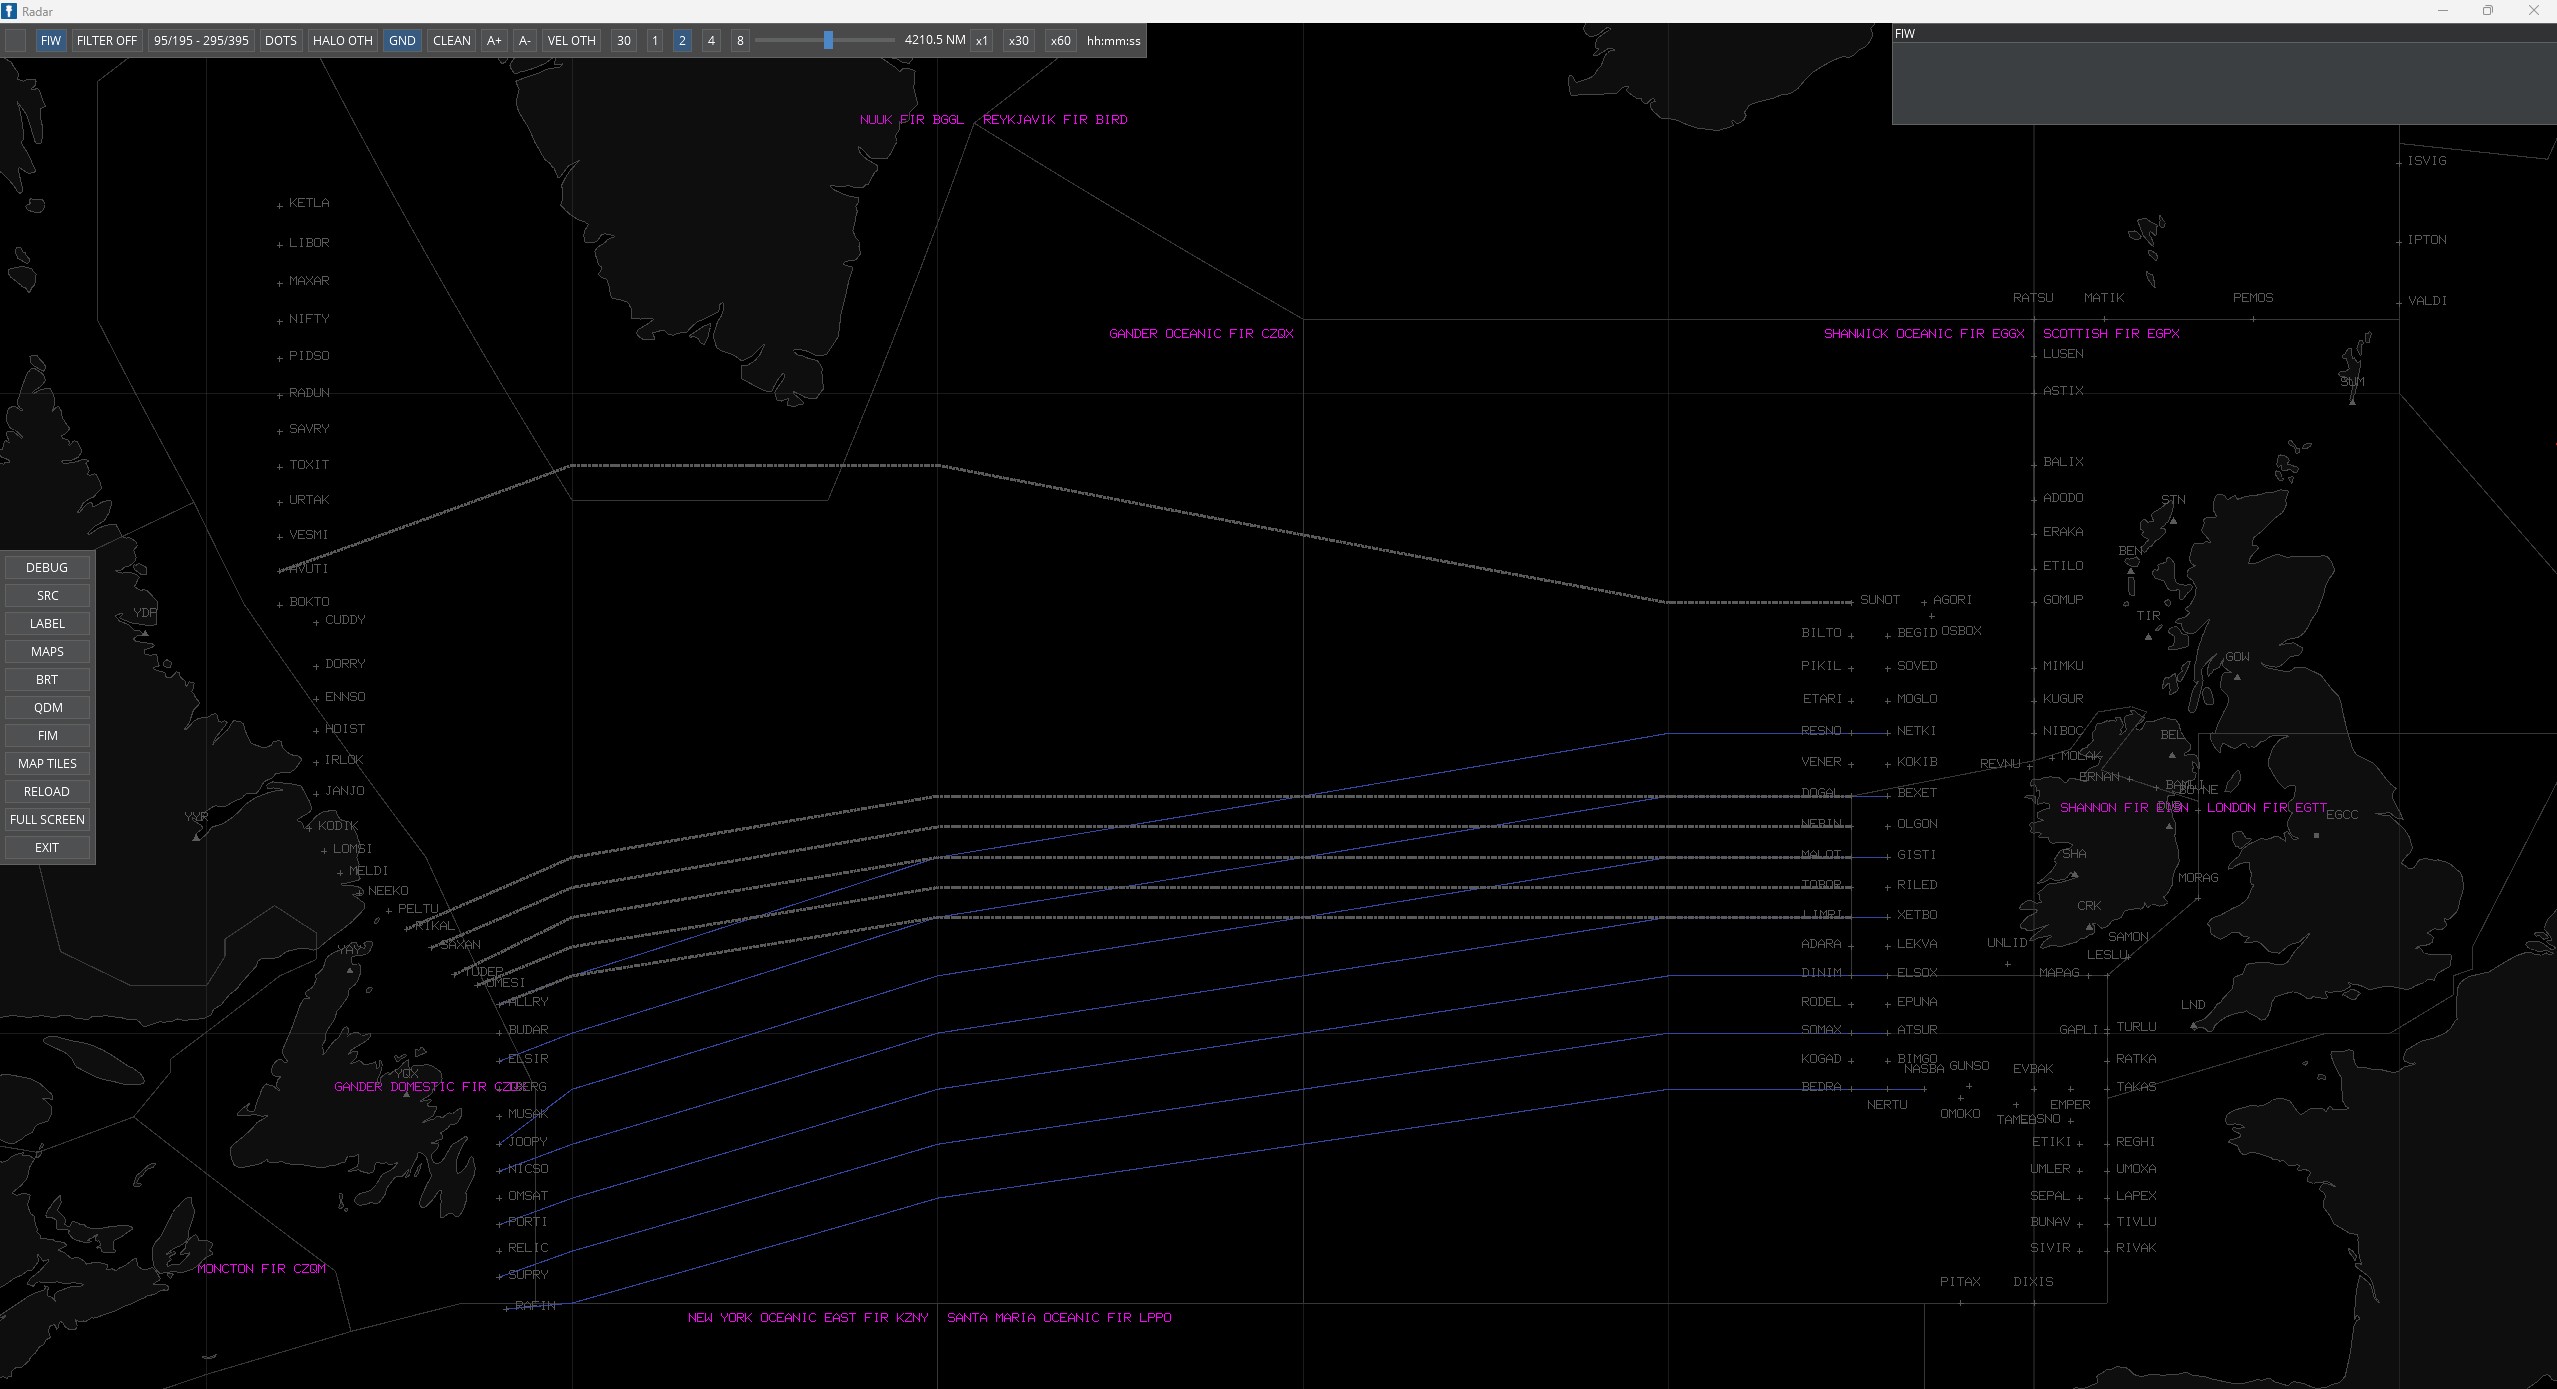 Radar
FIW FILTER OFF 95/195 - 295/395 DOTS HALO OTH GND CLEAN A+ A- VEL OTH 30 1 2 4 8 4210.5 NM x1 x30 x60 hh:mm:ss
FIW
NUUK FIR BGGL REYKJAVIK FIR BIRD
ISVIG
KETLA
IPTON
LIBOR
MAXAR
RATSU MATIK PEMOS
VALDI
NIFTY
GANDER OCEANIC FIR CZQX
SHANWICK OCEANIC FIR EGGX SCOTTISH FIR EGPX
PIDSO
LUSEN
SUM
RADUN
ASTIX
SAVRY
TOXIT
BALIX
URTAK
ADODO
STN
VESMI
ERAKA
BEN
AVUTI
ETILO
BOKTO
SUNOT AGORI
GOMUP
CUDDY
YDP
TIR
BILTO BEGID OSBOX
DORRY
GOW
PIKIL SOVED
MIMKU
ENNSO
ETARI MOGLO
KUGUR
HOIST
RESNO NETKI
NIBOC
BEL
IRLOK
VENER KOKIB
REVNU MOLAK
ERNAN
BAMLI
BOYNE
JANJO
DOGAL BEXET
SHANNON FIR EISN LONDON FIR EGTT
EGCC
YYR
KODIK
NEBIN OLGON
LOMSI
MALOT GISTI
SHA
MELDI
MORAG
NEEKO
TOBOR RILED
PELTU
CRK
RIKAL
LIMRI XETBO
SAMON
SAXAN
YAY
ADARA LEKVA
UNLID
LESLU
TUDEP
DINIM ELSOX
MAPAG
OMESI
ALLRY
RODEL EPUNA
LND
BUDAR
SOMAX ATSUR
GAPLI TURLU
ELSIR
KOGAD BIMGO
RATKA
YQX
NASBA GUNSO EVBAK
GANDER DOMESTIC FIR CZQX
BEDRA
TAKAS
NERTU
EMPER
MUSAK
OMOKO
JOOPY
ETIKI REGHI
NICSO
UMLER UMOXA
OMSAT
SEPAL LAPEX
PORTI
BUNAV TIVLU
RELIC
SIVIR RIVAK
MONCTON FIR CZQM
SUPRY
PITAX DIXIS
RAFIN
NEW YORK OCEANIC EAST FIR KZNY SANTA MARIA OCEANIC FIR LPPO
DEBUG
SRC
LABEL
MAPS
BRT
QDM
FIM
MAP TILES
RELOAD
FULL SCREEN
EXIT